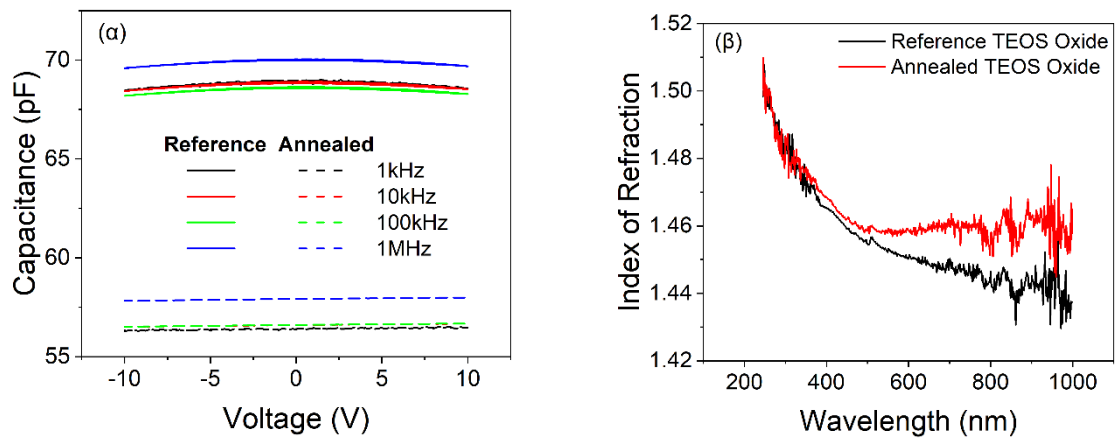 (α)
Capacitance (pF)
70
65
60
55
Reference Annealed
1kHz
10kHz
100kHz
1MHz
-10 -5 0 5 10
Voltage (V)
(β)
Reference TEOS Oxide
Annealed TEOS Oxide
Index of Refraction
1.52
1.50
1.48
1.46
1.44
1.42
200 400 600 800 1000
Wavelength (nm)